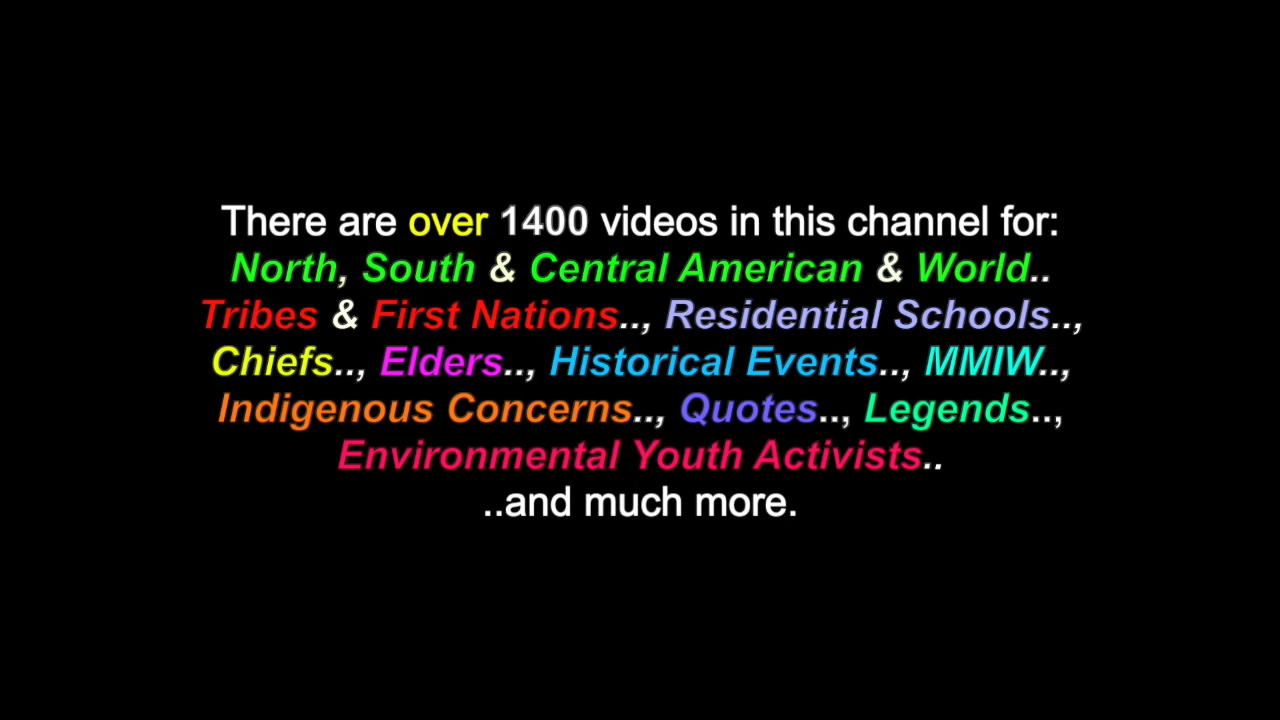 There are over 1400 videos in this channel for:
North, South & Central American & World..
Tribes & First Nations.., Residential Schools..,
Chiefs.., Elders.., Historical Events.., MMIW..,
Indigenous Concerns.., Quotes.., Legends..,
Environmental Youth Activists..
..and much more.